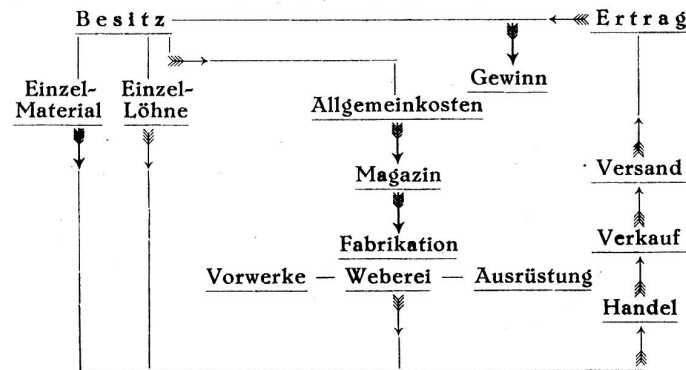 Besitz
Ertrag
Gewinn
Einzel-
Material
Einzel-
Löhne
Allgemeinkosten
Magazin
Versand
Fabrikation
Verkauf
Vorwerke — Weberei — Ausrüstung
Handel